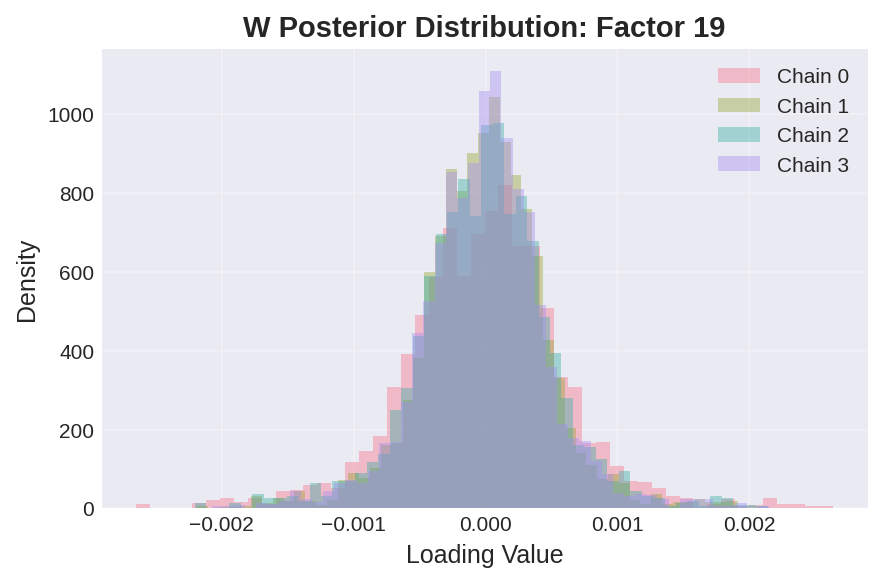 W Posterior Distribution: Factor 19
Chain 0
Chain 1
Chain 2
Chain 3
Density
1000
800
600
400
200
0
−0.002 −0.001 0.000 0.001 0.002
Loading Value